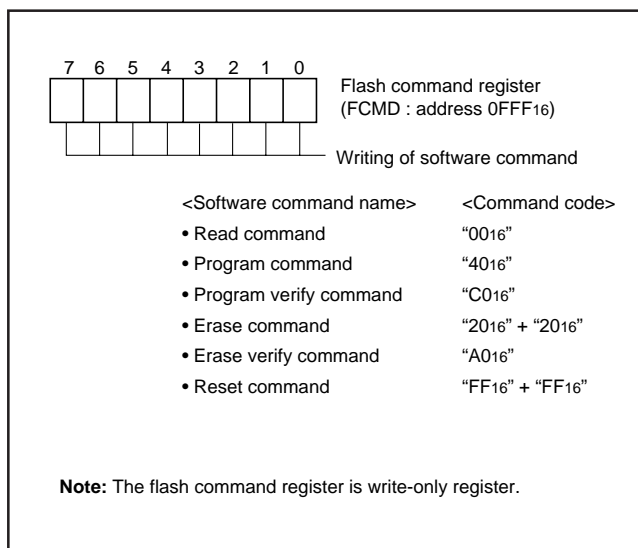 7 6 5 4 3 2 1 0
Flash command register
(FCMD : address 0FFF16)
Writing of software command
<Software command name> <Command code>
• Read command “0016”
• Program command “4016”
• Program verify command “C016”
• Erase command “2016” + “2016”
• Erase verify command “A016”
• Reset command “FF16” + “FF16”
Note: The flash command register is write-only register.